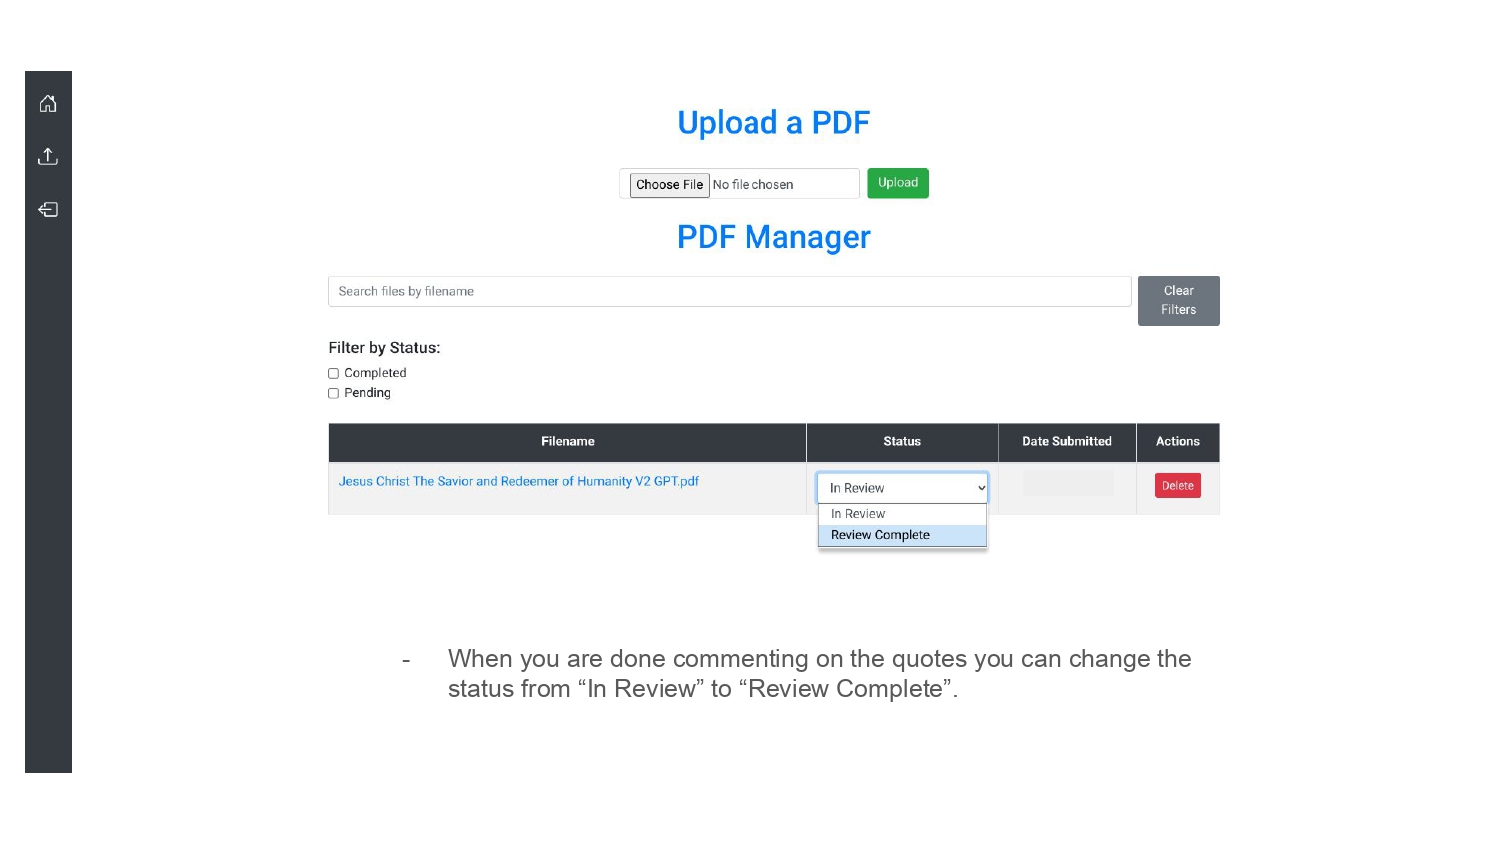 Upload a PDF
Choose File No file chosen
Upload
PDF Manager
Search files by filename
Clear
Filters
Filter by Status:
Completed
Pending
Filename Status Date Submitted Actions
Jesus Christ The Savior and Redeemer of Humanity V2 GPT.pdf
In Review
Delete
In Review
Review Complete
- When you are done commenting on the quotes you can change the
status from “In Review” to “Review Complete”.